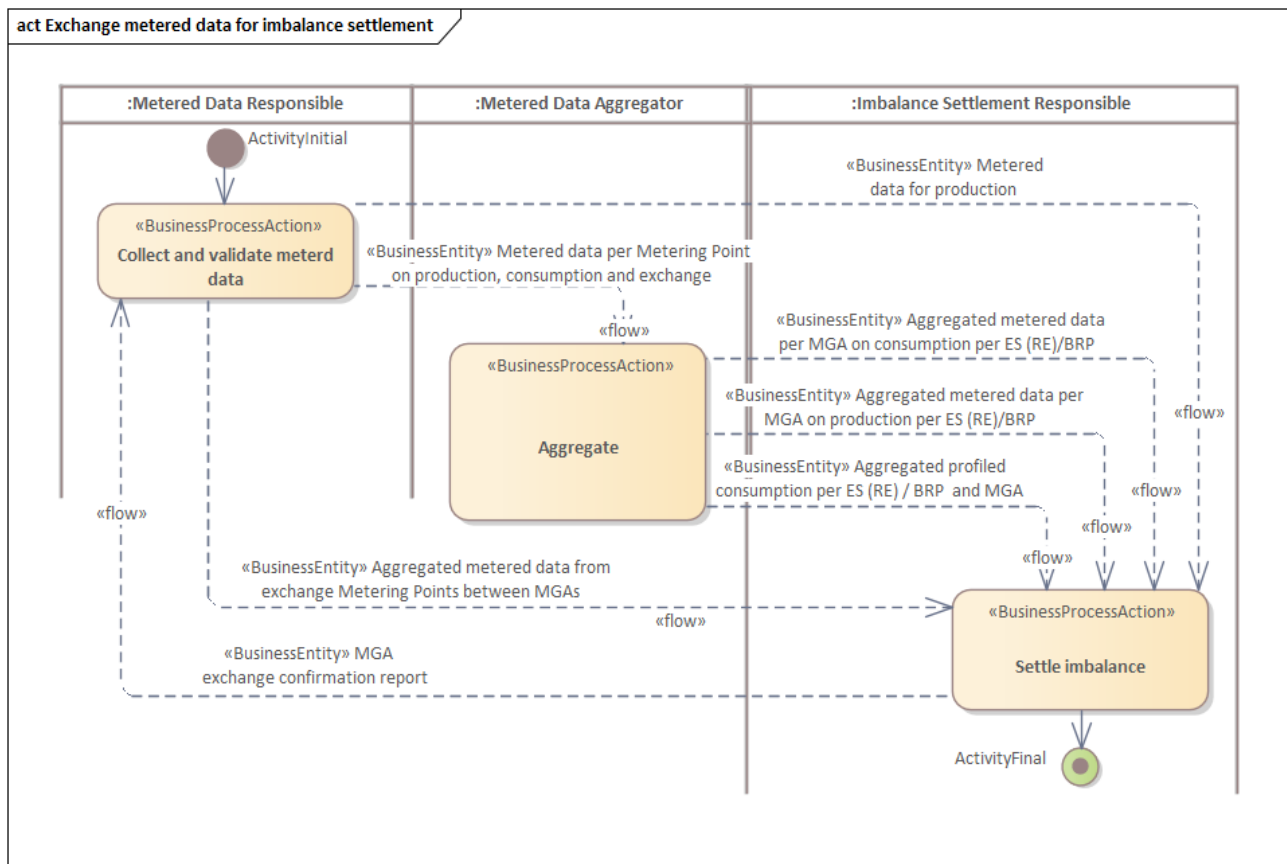 act Exchange metered data for imbalance settlement
:Metered Data Responsible
:Metered Data Aggregator
:Imbalance Settlement Responsible
ActivityInitial
«BusinessEntity» Metered
data for production
«BusinessProcessAction»
Collect and validate meterd
data
«BusinessEntity» Metered data per Metering Point
on production, consumption and exchange
«flow»
«BusinessEntity» Aggregated metered data
per MGA on consumption per ES (RE)/BRP
«BusinessProcessAction»
Aggregate
«BusinessEntity» Aggregated metered data per
MGA on production per ES (RE)/BRP
«flow»
«BusinessEntity» Aggregated profiled
consumption per ES (RE) / BRP  and MGA
«flow»
«flow»
«flow»
«flow»
«BusinessEntity» Aggregated metered data from
exchange Metering Points between MGAs
«flow»
«BusinessProcessAction»
Settle imbalance
«BusinessEntity» MGA
exchange confirmation report
ActivityFinal